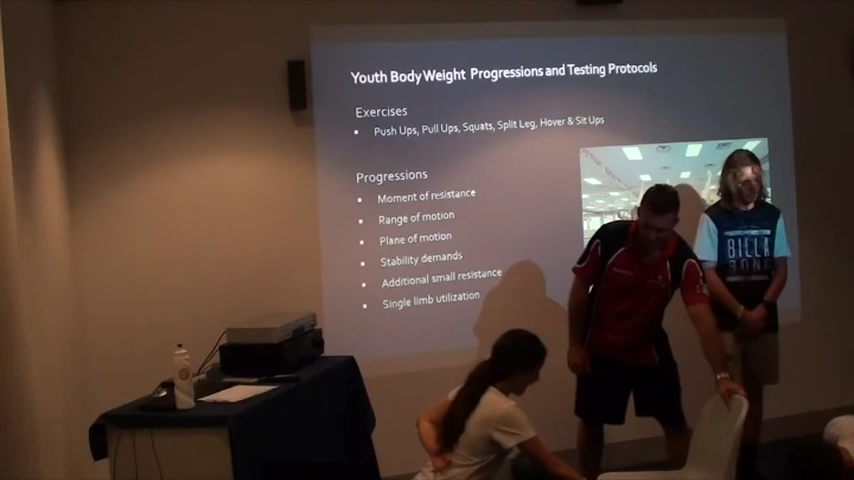 Youth Body Weight Progressions and Testing Protocols
Exercises
▪ Push Ups, Pull Ups, Squats, Split Leg, Hover & Sit Ups
Progressions
▪ Moment of resistance
▪ Range of motion
▪ Plane of motion
▪ Stability demands
▪ Additional small resistance
▪ Single limb utilization
BILLA
BONG